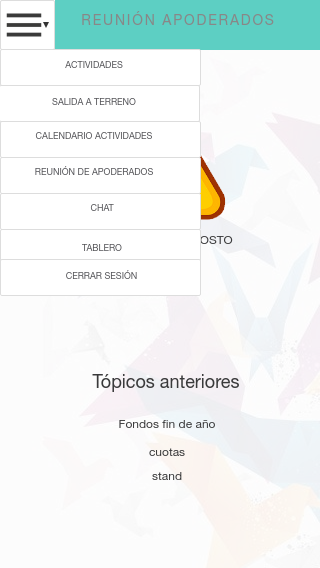 REUNIÓN APODERADOS
ACTIVIDADES
SALIDA A TERRENO
CALENDARIO ACTIVIDADES
REUNIÓN DE APODERADOS
CHAT
TABLERO
OSTO
CERRAR SESIÓN
Tópicos anteriores
Fondos fin de año
cuotas
stand